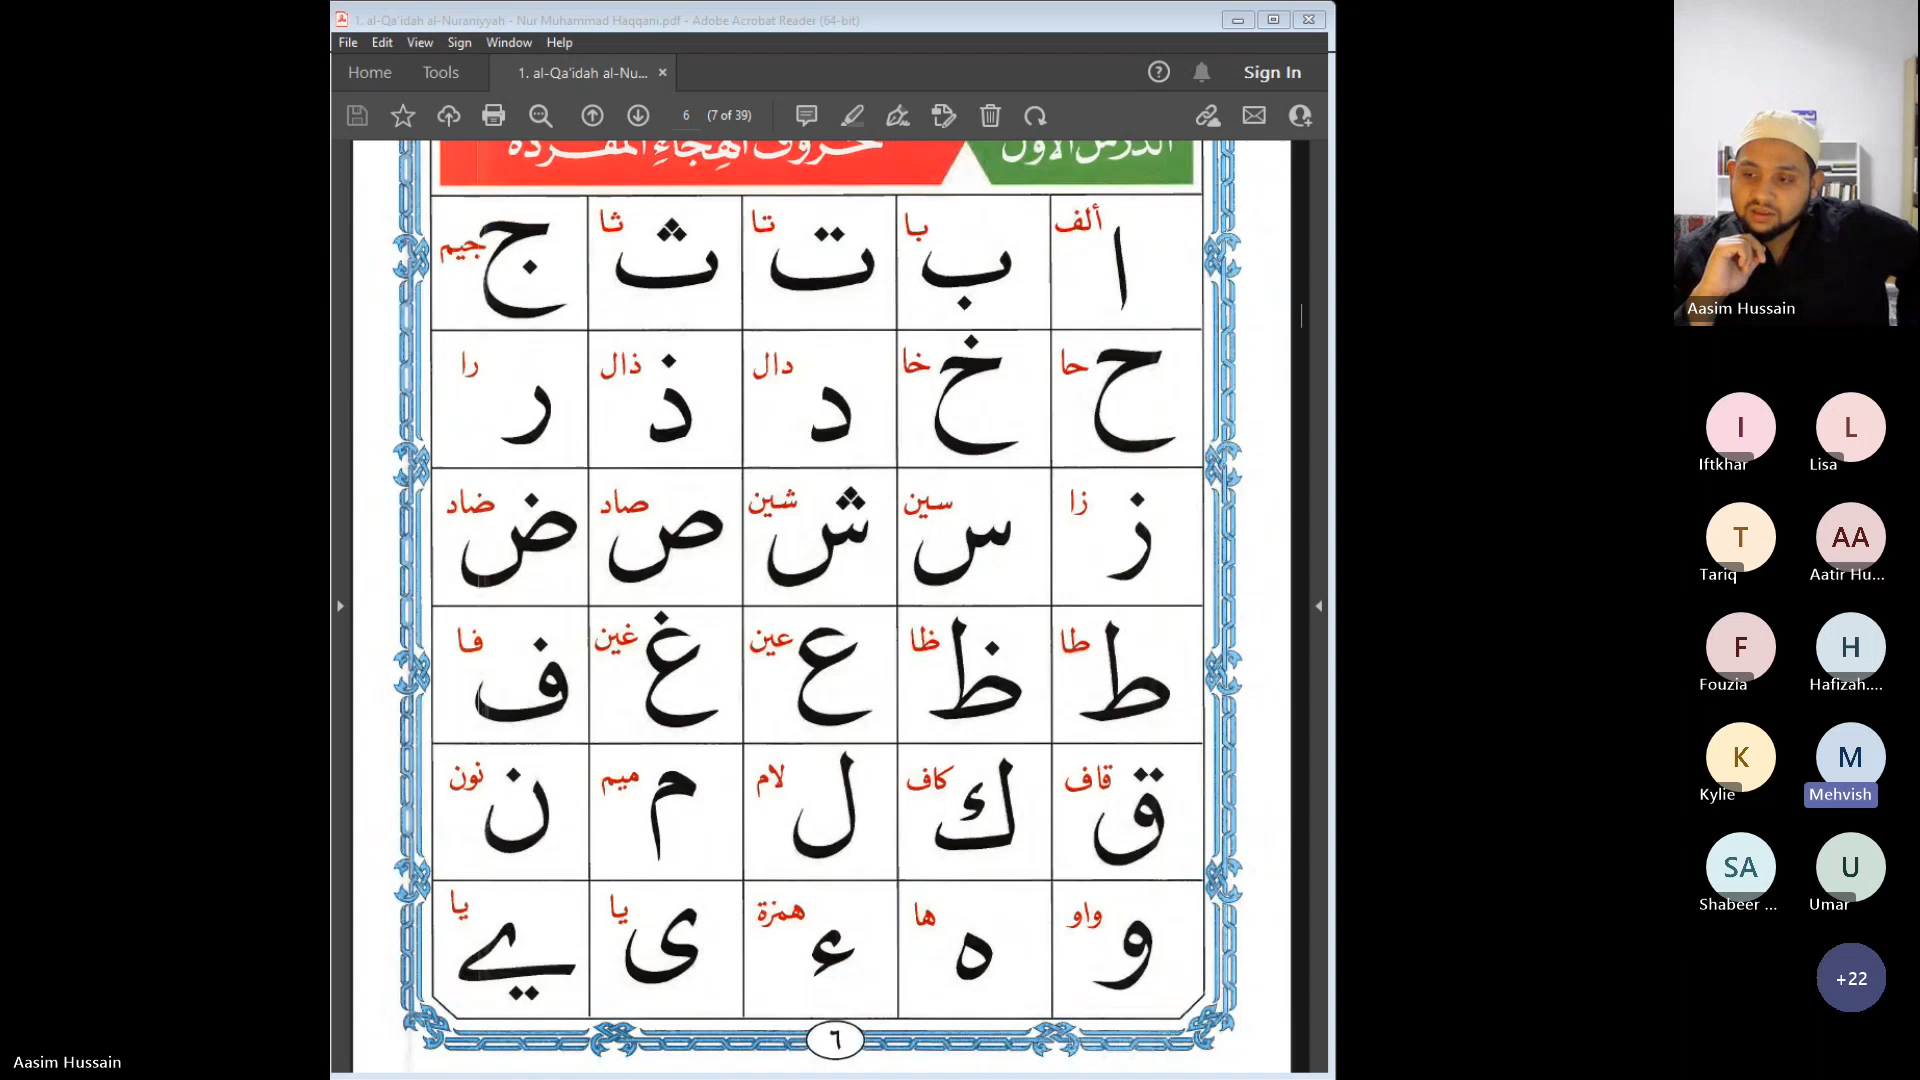 1. al-Qa'idah al-Nuraniyyah - Nur Muhammad Haqqani.pdf - Adobe Acrobat Reader (64-bit)
File Edit View Sign Window Help
Home Tools 1. al-Qa'idah al-Nu... × Sign In
6 (7 of 39)
الدرس الأول حروف الهجاء المفردة
ا ألف ب با ت تا ث ثا ج جيم
ح حا خ خا د دال ذ ذال ر را
ز زا س سين ش شين ص صاد ض ضاد
ط طا ظ ظا ع عين غ غين ف فا
ق قاف ك كاف ل لام م ميم ن نون
و واو ه ها ء همزة ى يا ے يا
٦
Aasim Hussain
I L
Iftkhar Lisa
T AA
Tariq Aatir Hu...
F H
Fouzia Hafizah....
K M
Kylie Mehvish
SA U
Shabeer ... Umar
+22
Aasim Hussain